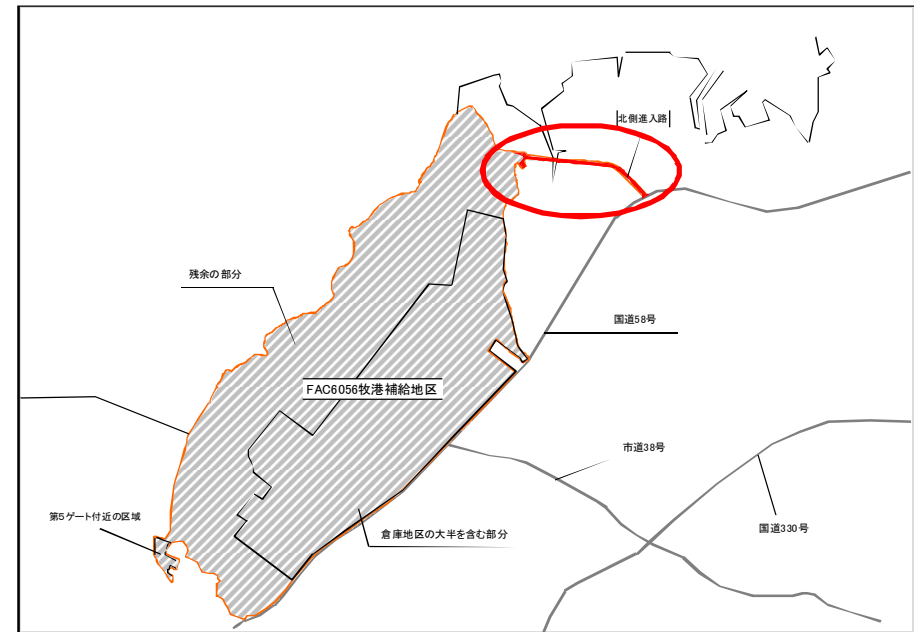 北側進入路
残余の部分
国道58号
FAC6056牧港補給地区
市道38号
第5ゲート付近の区域
国道330号
倉庫地区の大半を含む部分